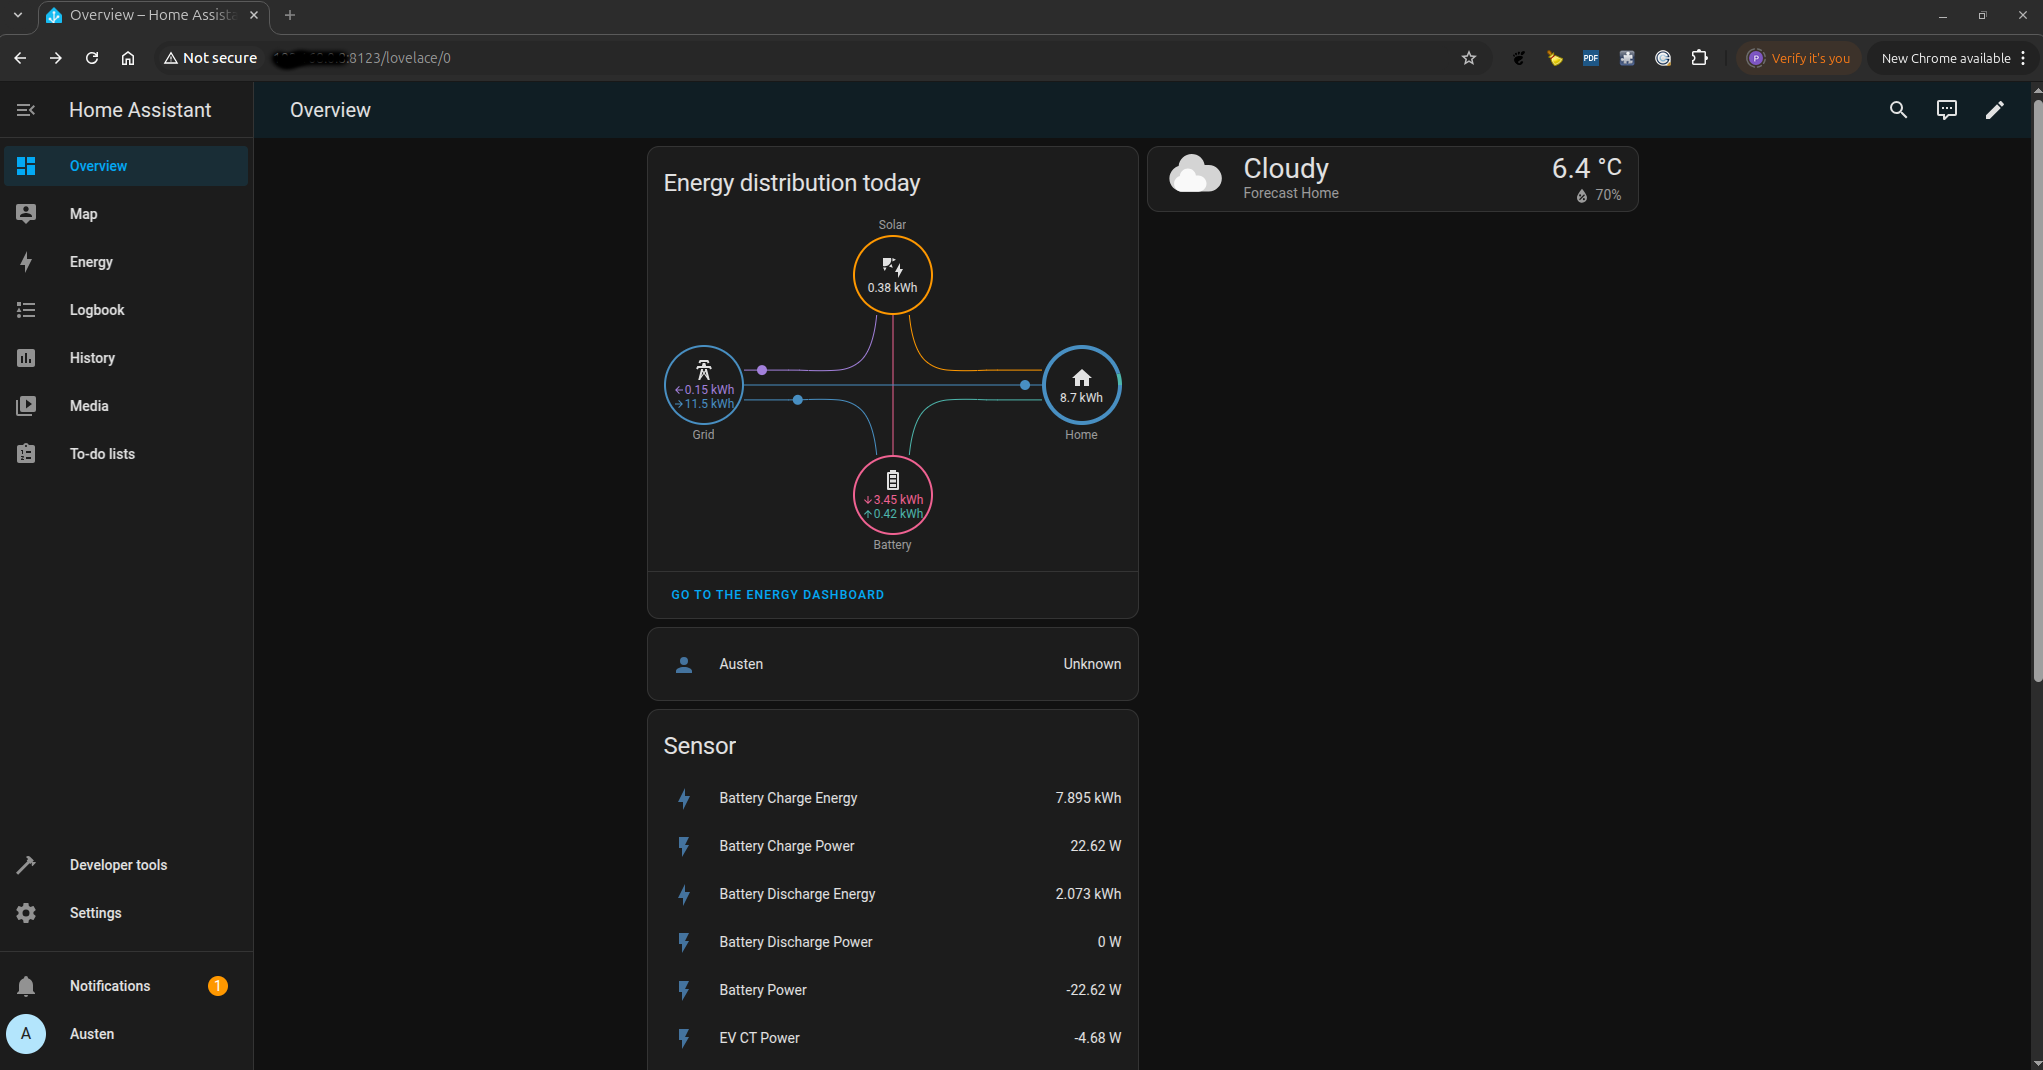 Overview – Home Assista
Not secure
:8123/lovelace/0
PDF
P
Verify it's you
New Chrome available
Home Assistant
Overview
Overview
Map
Energy
Logbook
History
Media
To-do lists
Developer tools
Settings
Notifications
1
A
Austen
Energy distribution today
Solar
0.38 kWh
←0.15 kWh
→11.5 kWh
Grid
8.7 kWh
Home
↓3.45 kWh
↑0.42 kWh
Battery
GO TO THE ENERGY DASHBOARD
Austen Unknown
Sensor
Battery Charge Energy 7.895 kWh
Battery Charge Power 22.62 W
Battery Discharge Energy 2.073 kWh
Battery Discharge Power 0 W
Battery Power -22.62 W
EV CT Power -4.68 W
Cloudy 6.4 °C
Forecast Home 70%